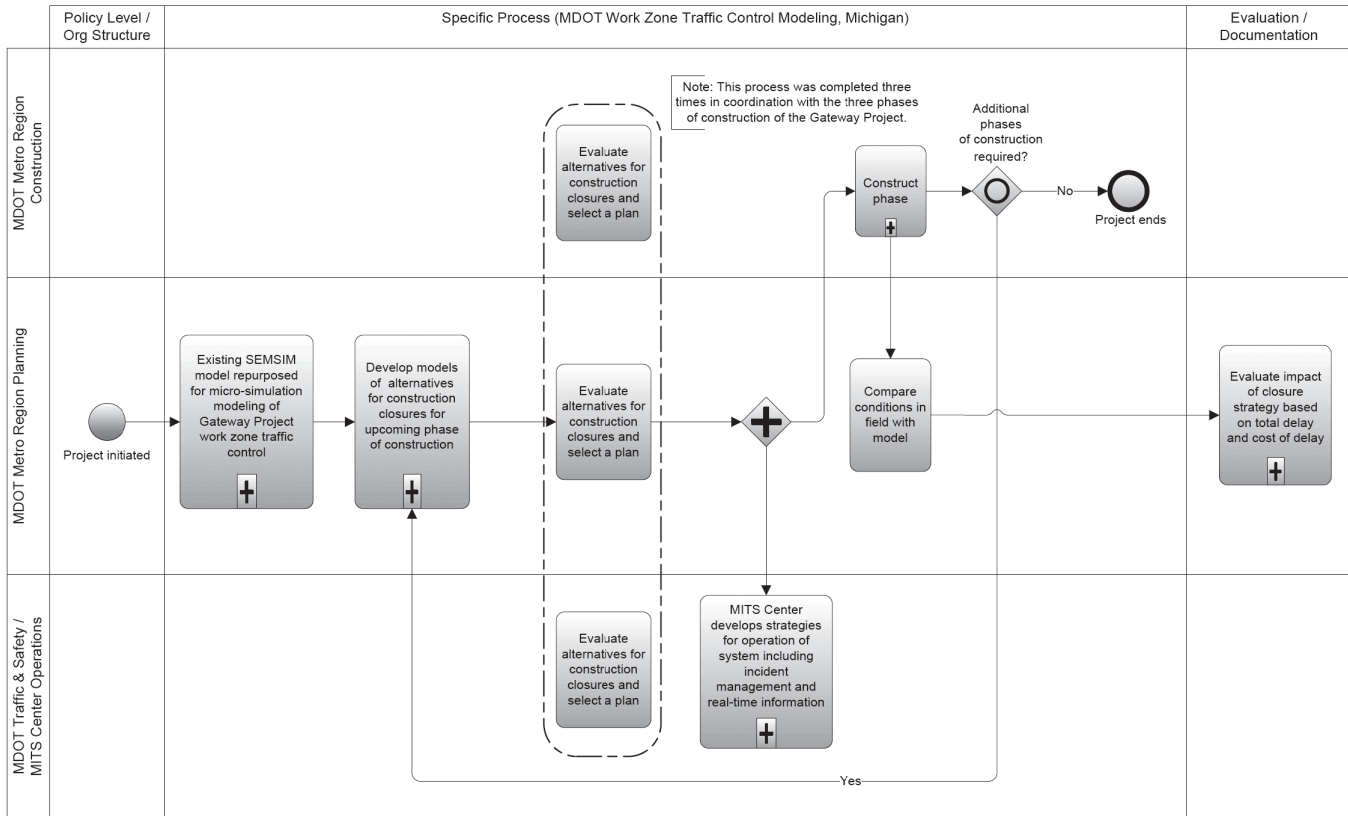 Policy Level /
Org Structure
Specific Process (MDOT Work Zone Traffic Control Modeling, Michigan)
Evaluation /
Documentation
MDOT Metro Region
Construction
Evaluate
alternatives for
construction
closures and
select a plan
Note: This process was completed three
times in coordination with the three phases
of construction of the Gateway Project.
Construct
phase
Additional
phases
of construction
required?
No
Project ends
MDOT Metro Region Planning
Project initiated
Existing SEMSIM
model repurposed
for micro-simulation
modeling of
Gateway Project
work zone traffic
control
Develop models
of alternatives
for construction
closures for
upcoming phase
of construction
Evaluate
alternatives for
construction
closures and
select a plan
Compare
conditions in
field with
model
Evaluate impact
of closure
strategy based
on total delay
and cost of delay
MDOT Traffic & Safety /
MITS Center Operations
Evaluate
alternatives for
construction
closures and
select a plan
MITS Center
develops strategies
for operation of
system including
incident
management and
real-time information
Yes